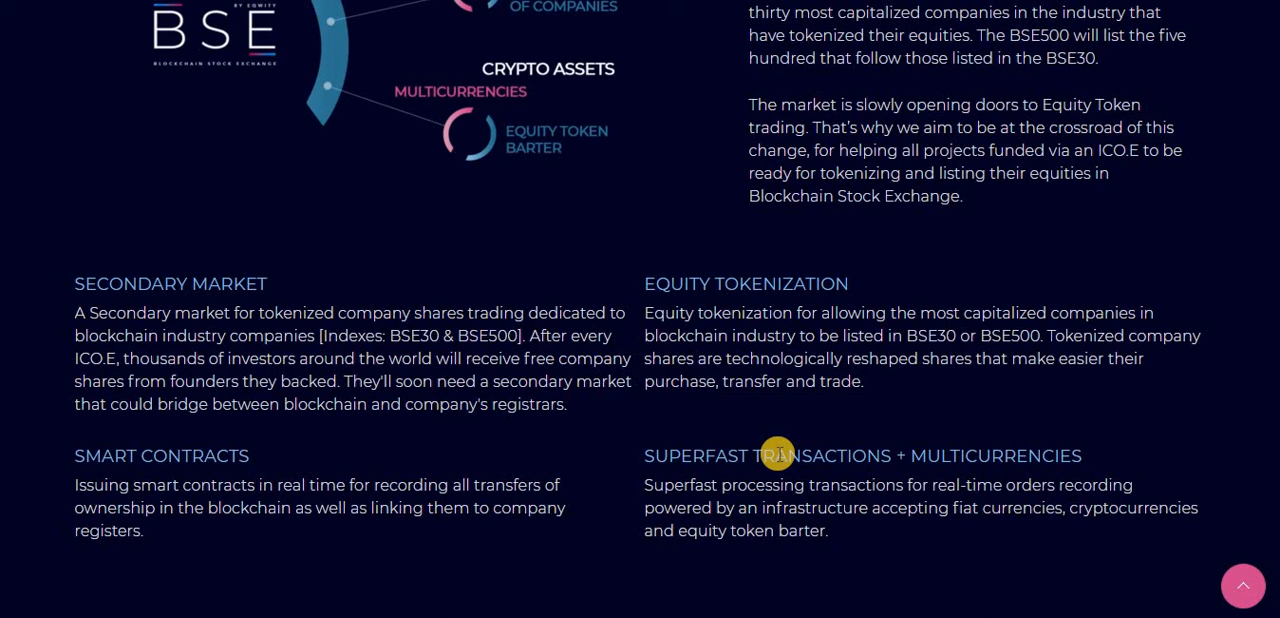 BY EQWITY
BSE
BLOCKCHAIN STOCK EXCHANGE
OF COMPANIES
CRYPTO ASSETS
MULTICURRENCIES
EQUITY TOKEN
BARTER
thirty most capitalized companies in the industry that
have tokenized their equities. The BSE500 will list the five
hundred that follow those listed in the BSE30.
The market is slowly opening doors to Equity Token
trading. That’s why we aim to be at the crossroad of this
change, for helping all projects funded via an ICO.E to be
ready for tokenizing and listing their equities in
Blockchain Stock Exchange.
SECONDARY MARKET
A Secondary market for tokenized company shares trading dedicated to
blockchain industry companies [Indexes: BSE30 & BSE500]. After every
ICO.E, thousands of investors around the world will receive free company
shares from founders they backed. They'll soon need a secondary market
that could bridge between blockchain and company's registrars.
EQUITY TOKENIZATION
Equity tokenization for allowing the most capitalized companies in
blockchain industry to be listed in BSE30 or BSE500. Tokenized company
shares are technologically reshaped shares that make easier their
purchase, transfer and trade.
SMART CONTRACTS
Issuing smart contracts in real time for recording all transfers of
ownership in the blockchain as well as linking them to company
registers.
SUPERFAST TRANSACTIONS + MULTICURRENCIES
Superfast processing transactions for real-time orders recording
powered by an infrastructure accepting fiat currencies, cryptocurrencies
and equity token barter.